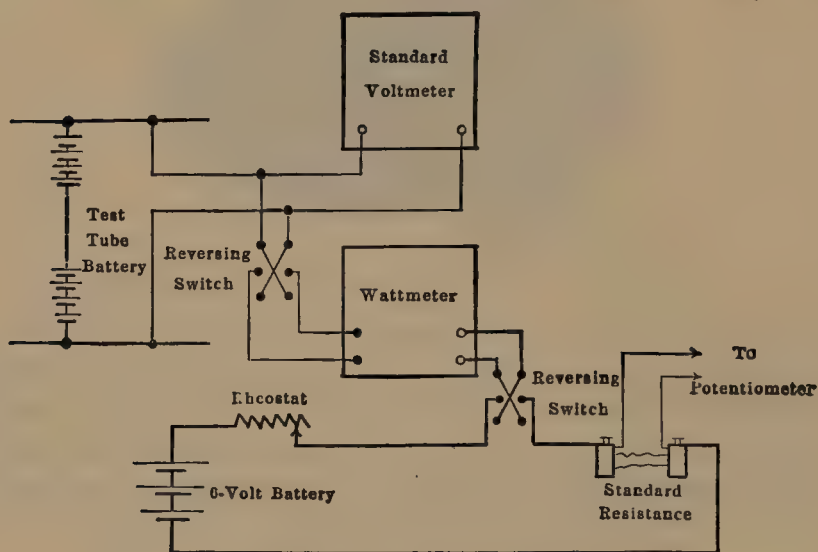 Standard
Voltmeter
Test
Tube
Battery
Reversing
Switch
Wattmeter
To
Potentiometer
Reversing
Switch
Rheostat
6-Volt Battery
Standard
Resistance